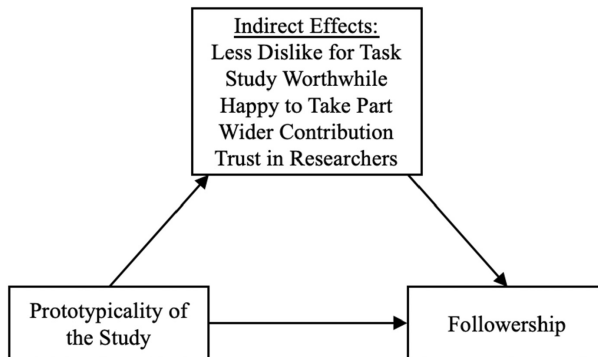 Indirect Effects:
Less Dislike for Task
Study Worthwhile
Happy to Take Part
Wider Contribution
Trust in Researchers
Prototypicality of
the Study
Followership